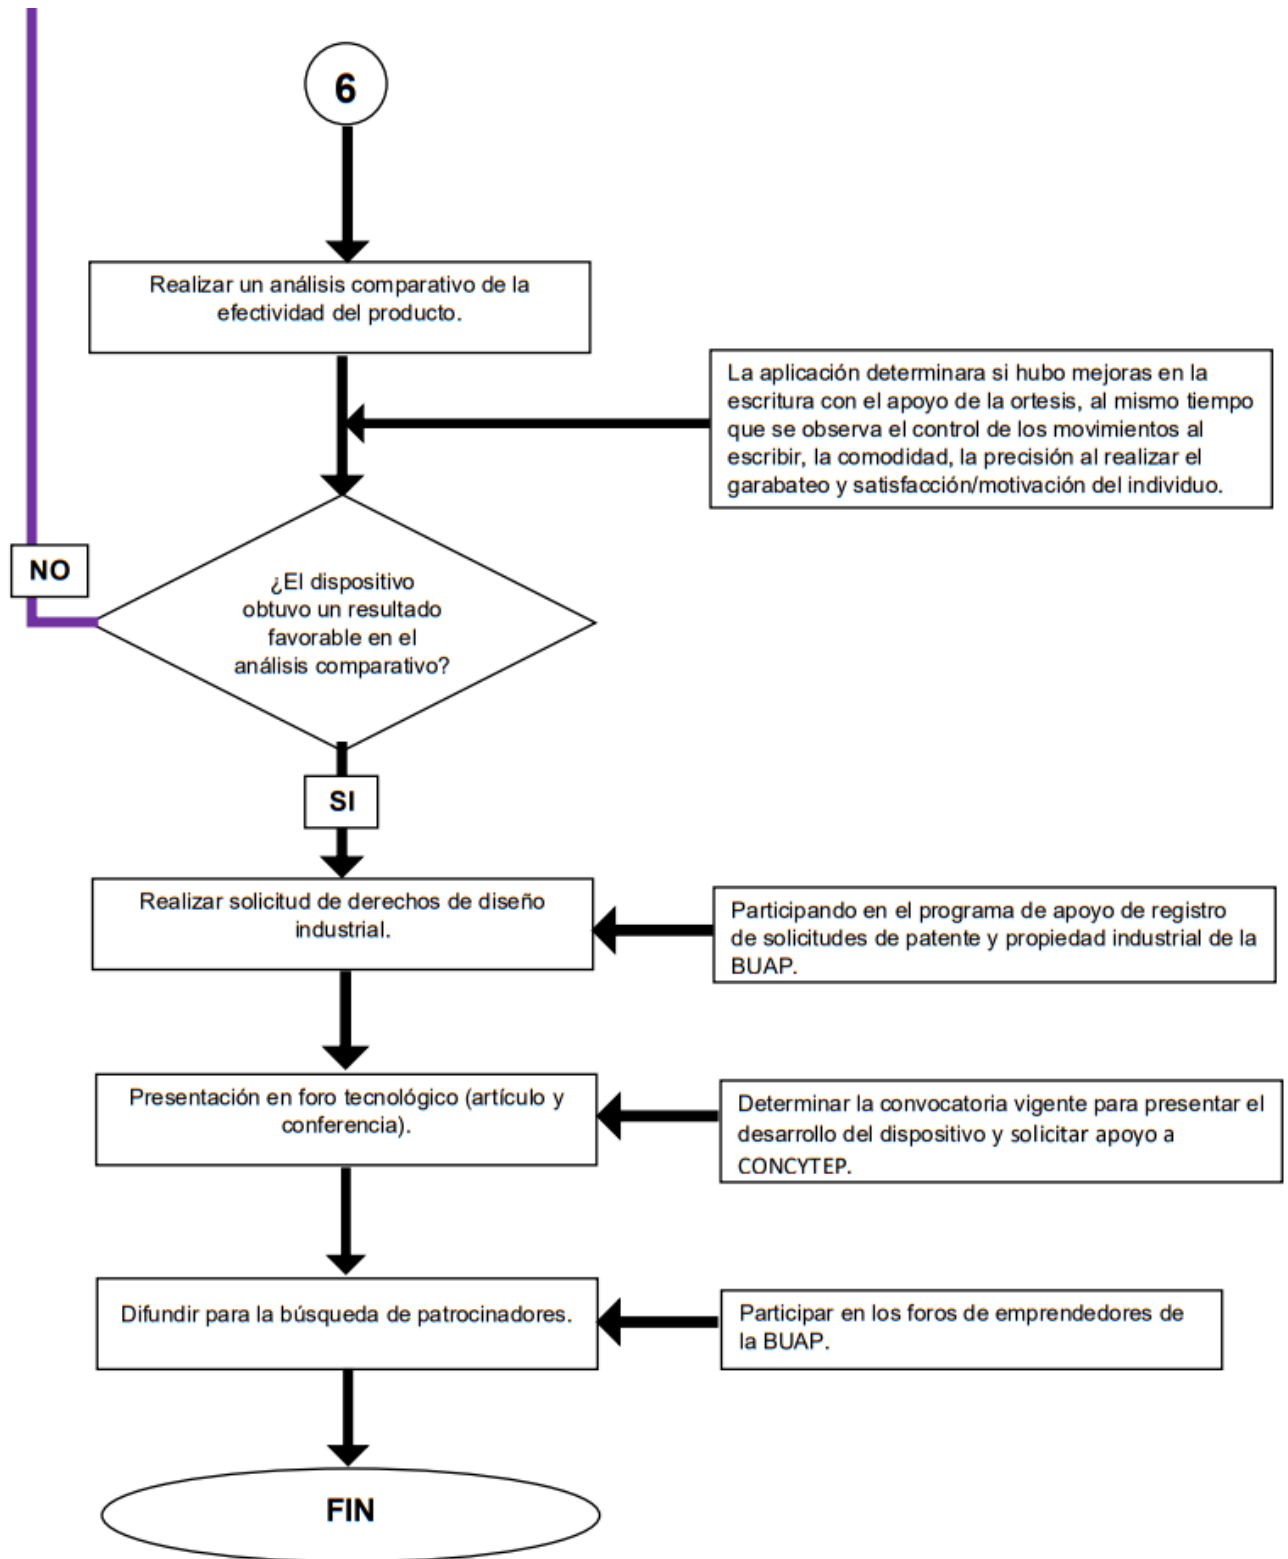 6
Realizar un análisis comparativo de la
efectividad del producto.
La aplicación determinara si hubo mejoras en la
escritura con el apoyo de la ortesis, al mismo tiempo
que se observa el control de los movimientos al
escribir, la comodidad, la precisión al realizar el
garabateo y satisfacción/motivación del individuo.
NO
¿El dispositivo
obtuvo un resultado
favorable en el
análisis comparativo?
SI
Realizar solicitud de derechos de diseño
industrial.
Participando en el programa de apoyo de registro
de solicitudes de patente y propiedad industrial de la
BUAP.
Presentación en foro tecnológico (artículo y
conferencia).
Determinar la convocatoria vigente para presentar el
desarrollo del dispositivo y solicitar apoyo a
CONCYTEP.
Difundir para la búsqueda de patrocinadores.
Participar en los foros de emprendedores de
la BUAP.
FIN